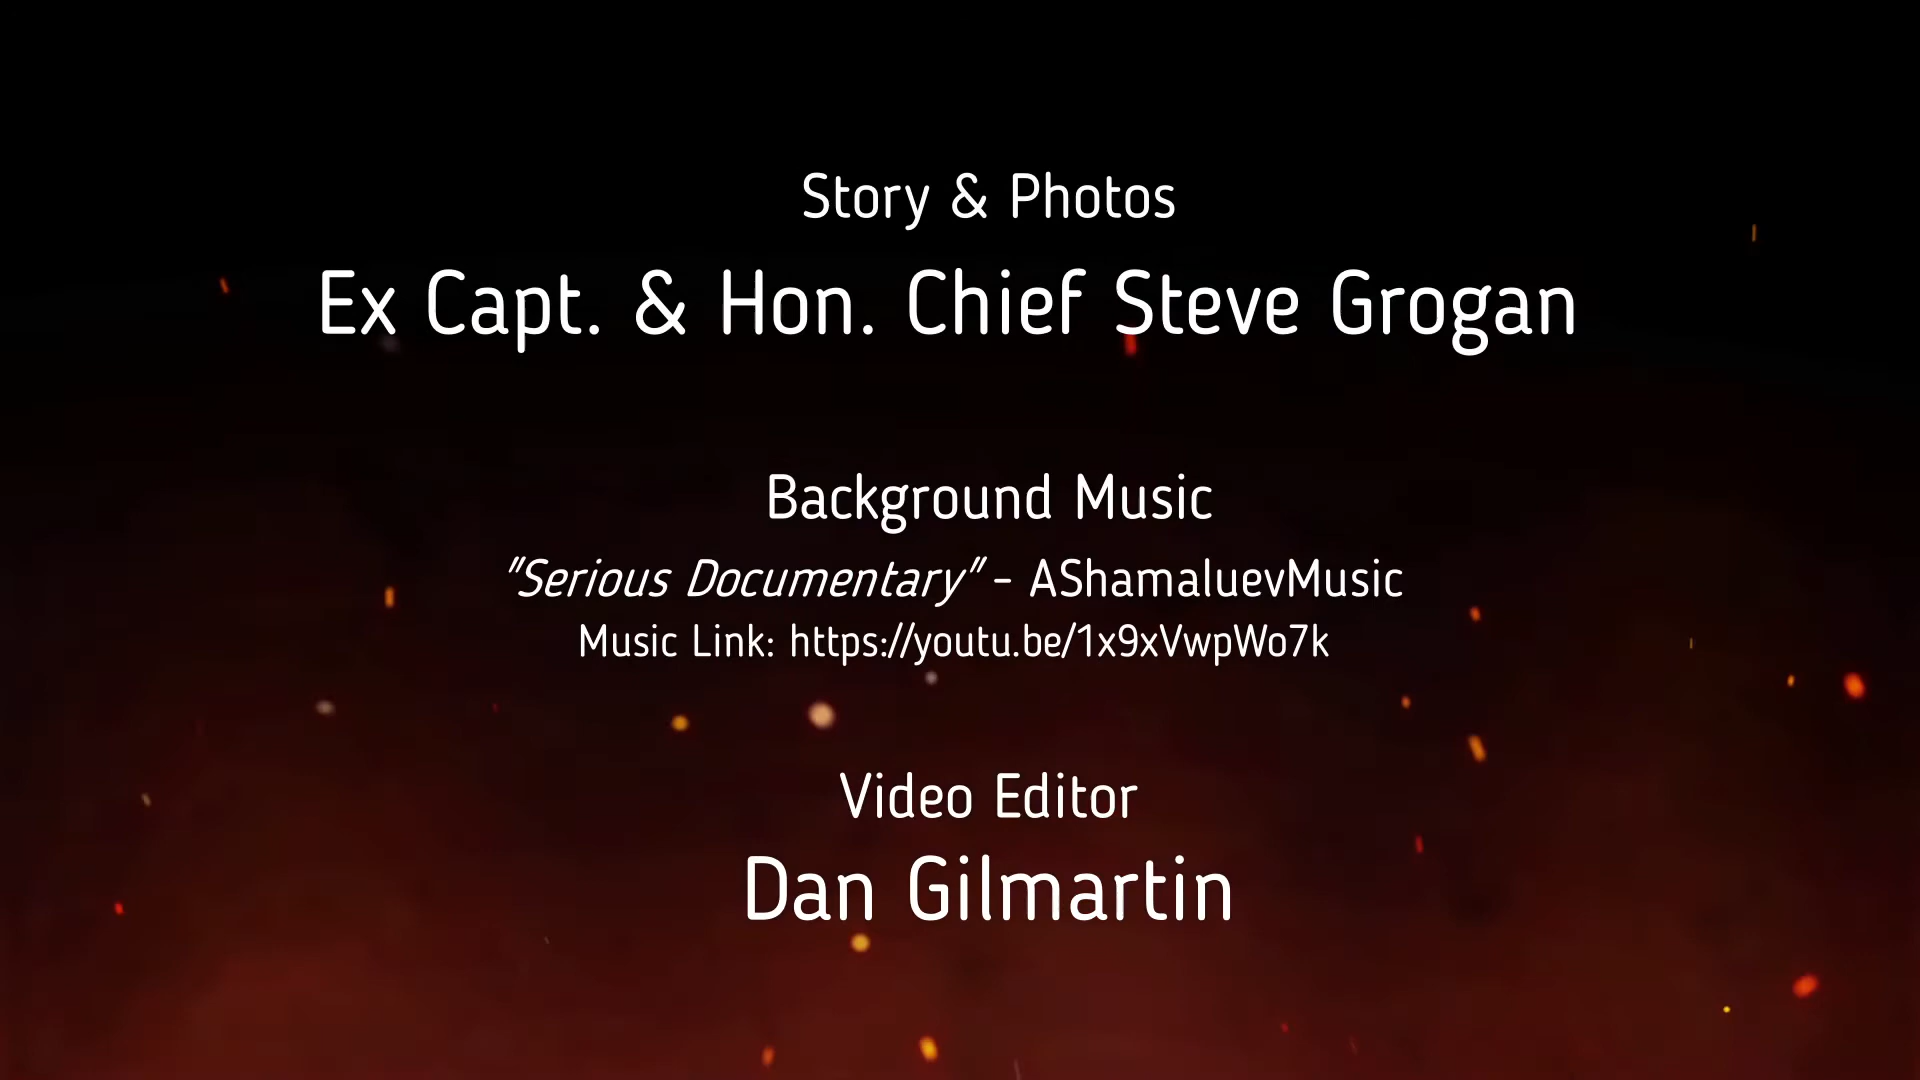 Story & Photos
Ex Capt. & Hon. Chief Steve Grogan
Background Music
"Serious Documentary" - AShamaluevMusic
Music Link: https://youtu.be/1x9xVwpWo7k
Video Editor
Dan Gilmartin